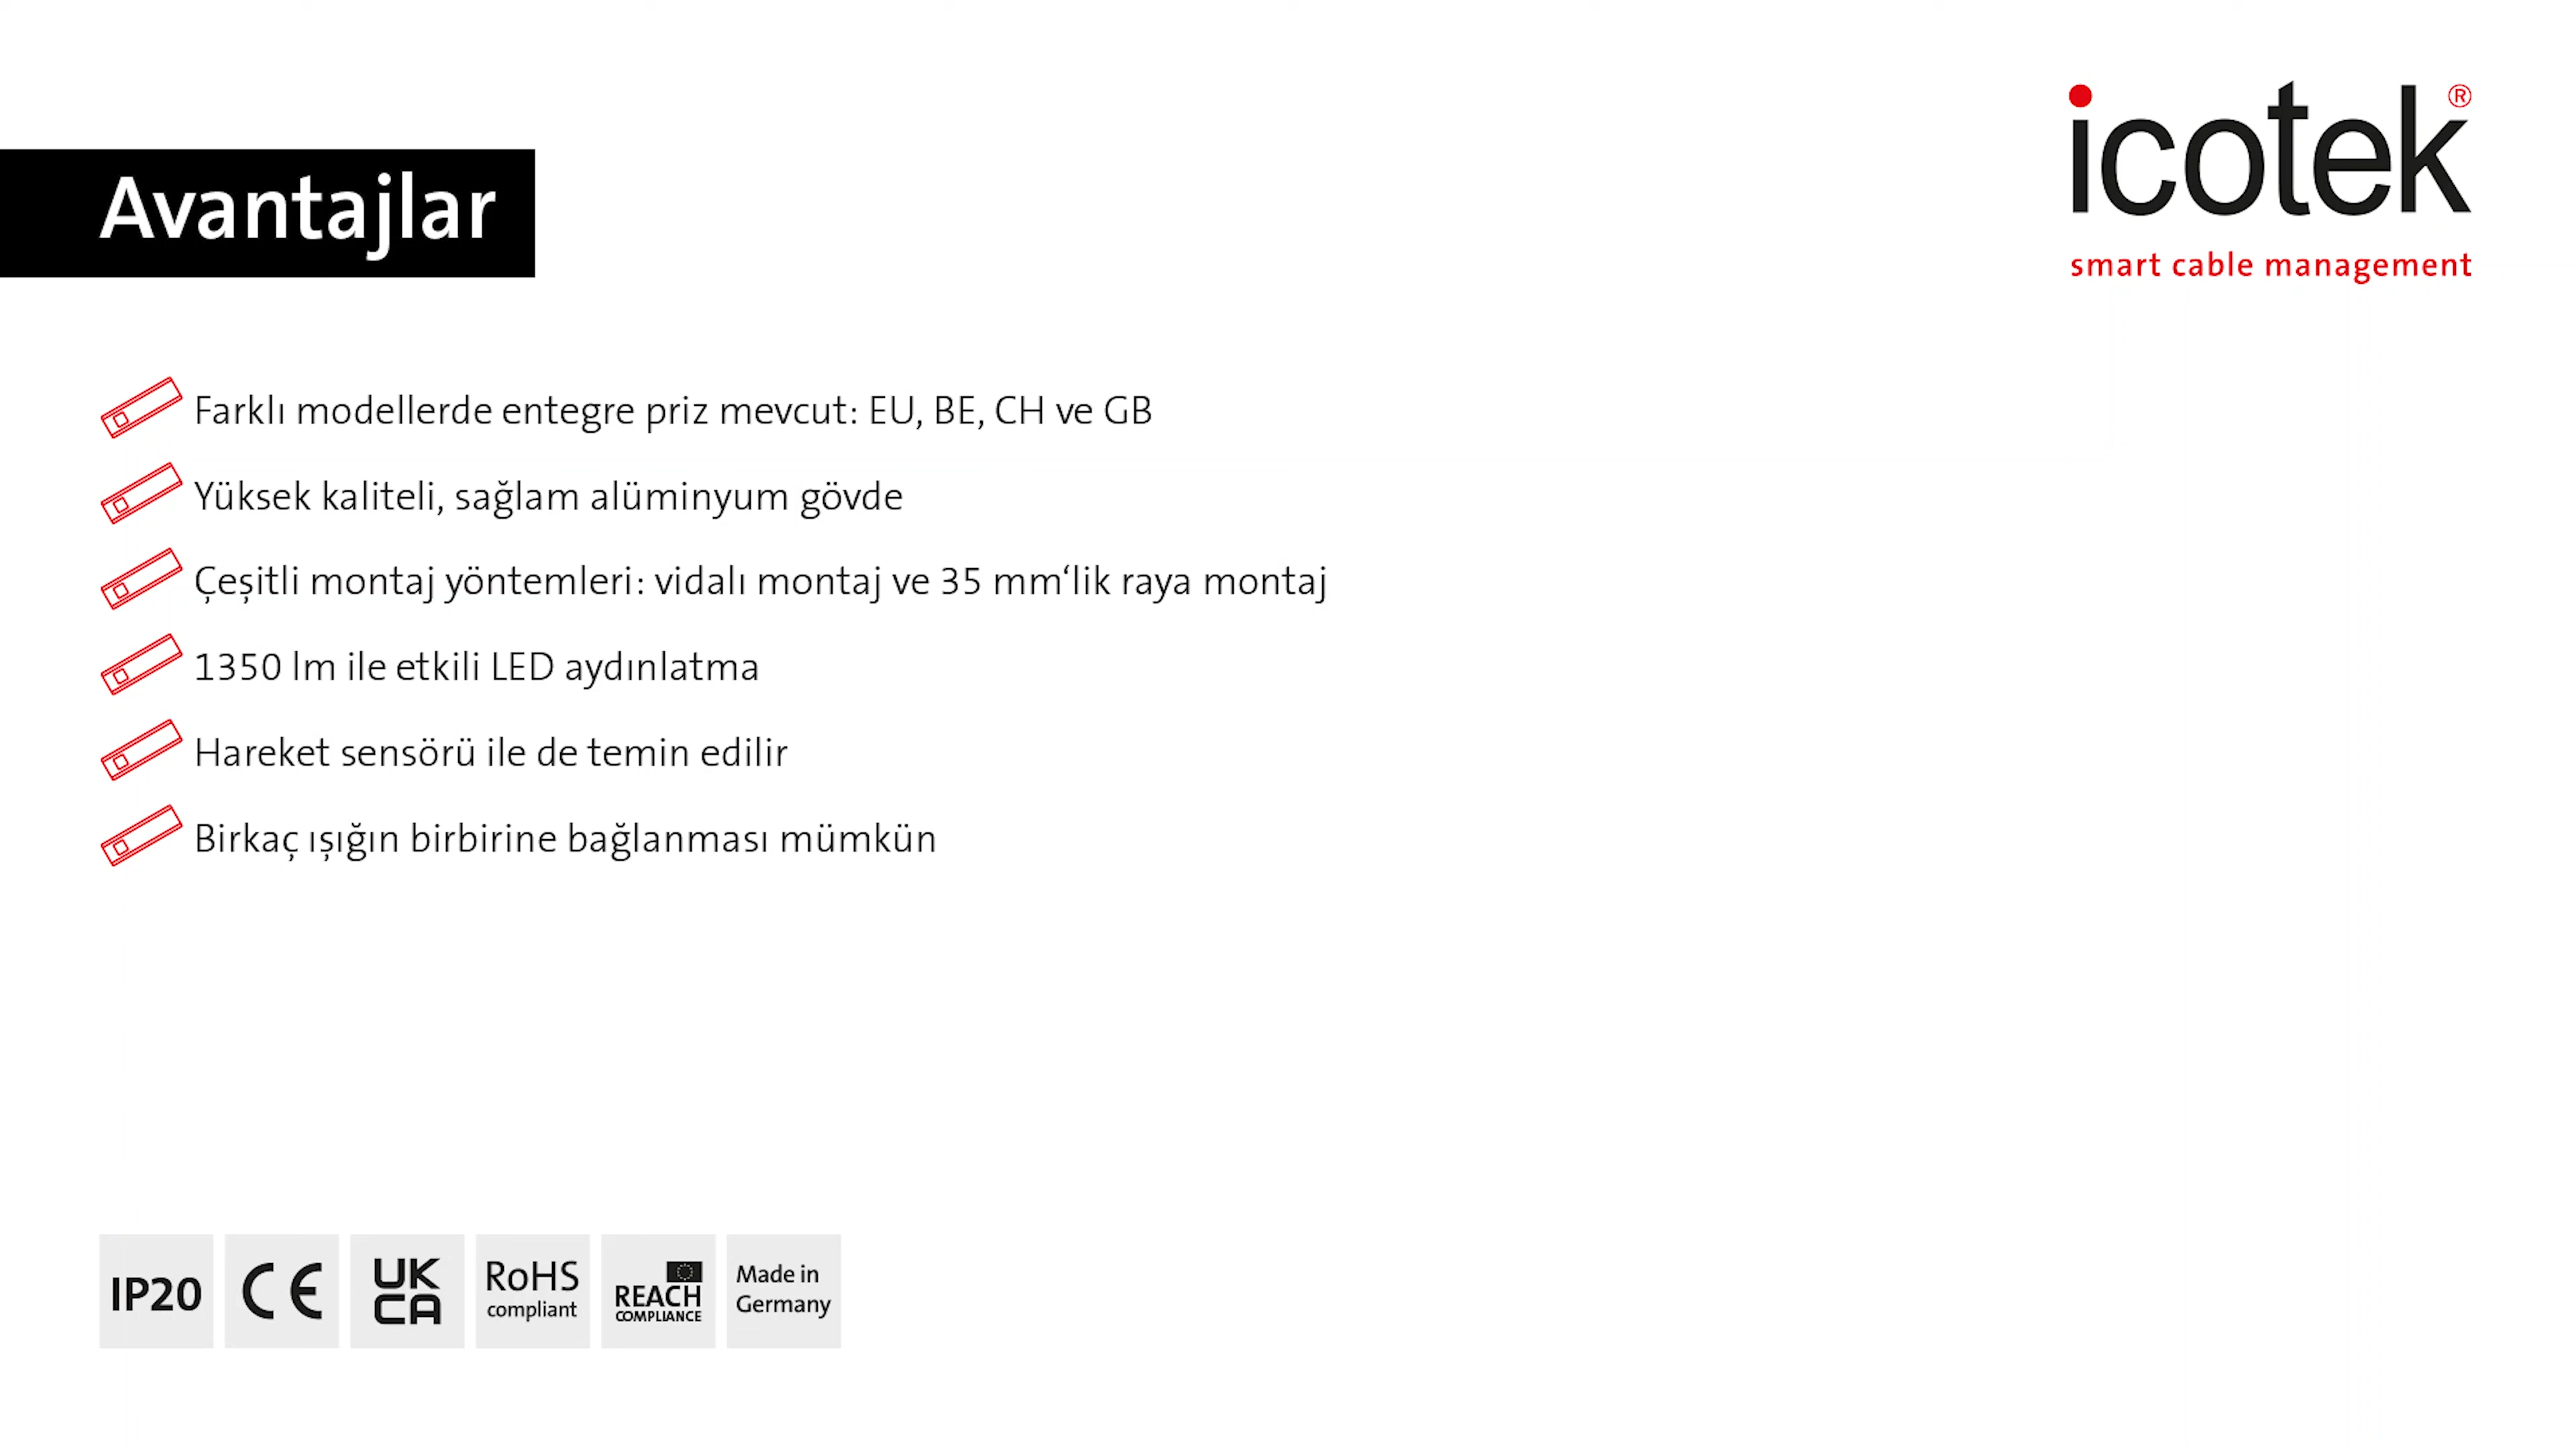 icotek®
smart cable management
Avantajlar
Farklı modellerde entegre priz mevcut: EU, BE, CH ve GB
Yüksek kaliteli, sağlam alüminyum gövde
Çeşitli montaj yöntemleri: vidalı montaj ve 35 mm‘lik raya montaj
1350 lm ile etkili LED aydınlatma
Hareket sensörü ile de temin edilir
Birkaç ışığın birbirine bağlanması mümkün
IP20
CE
UK
CA
RoHS
compliant
REACH
COMPLIANCE
Made in
Germany